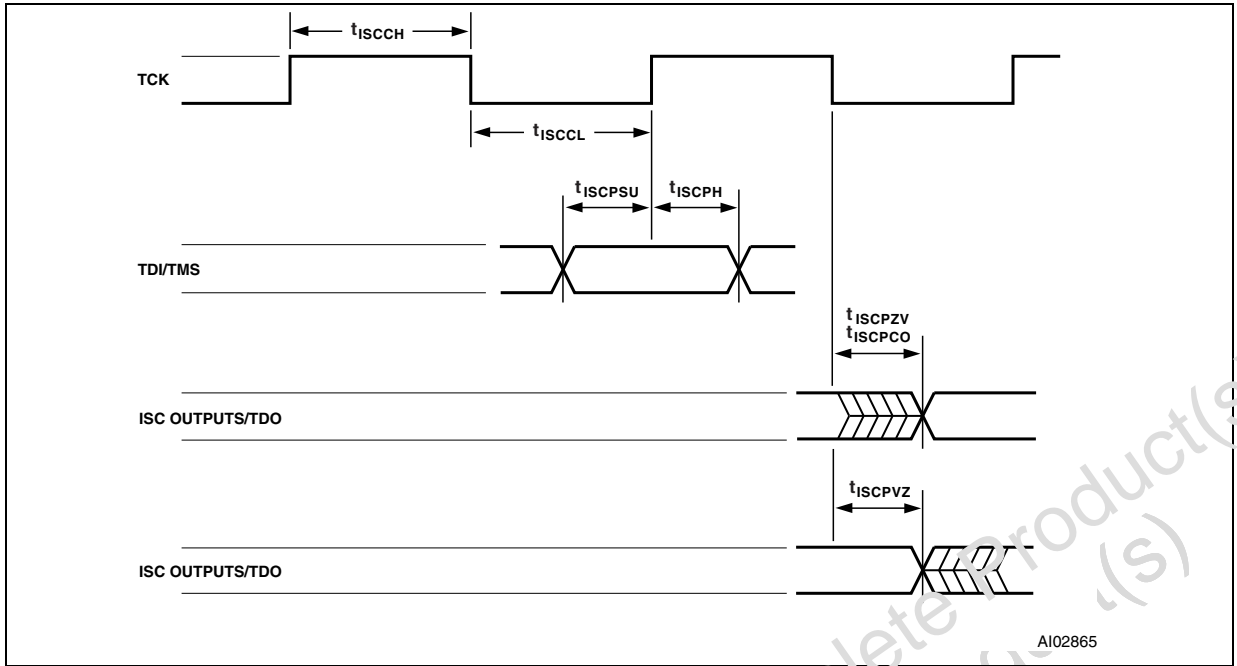 tISCCH
TCK
tISCCL
tISCPSU tISCPH
TDI/TMS
tISCPZV
tISCPCO
ISC OUTPUTS/TDO
tISCPVZ
ISC OUTPUTS/TDO
AI02865